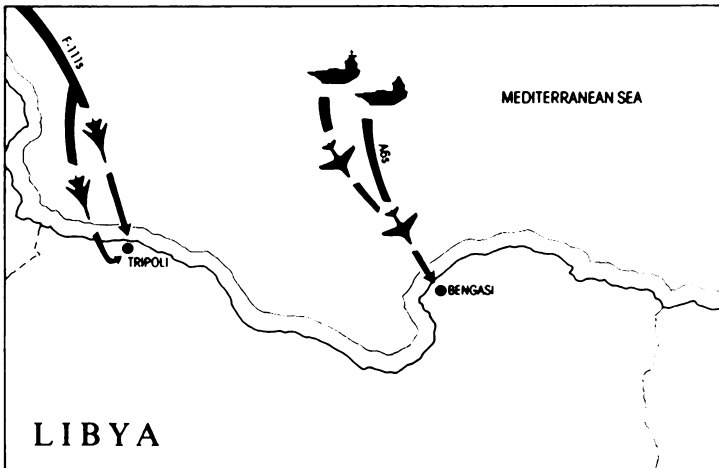 F-111s
MEDITERRANEAN SEA
A6s
TRIPOLI
BENGASI
LIBYA